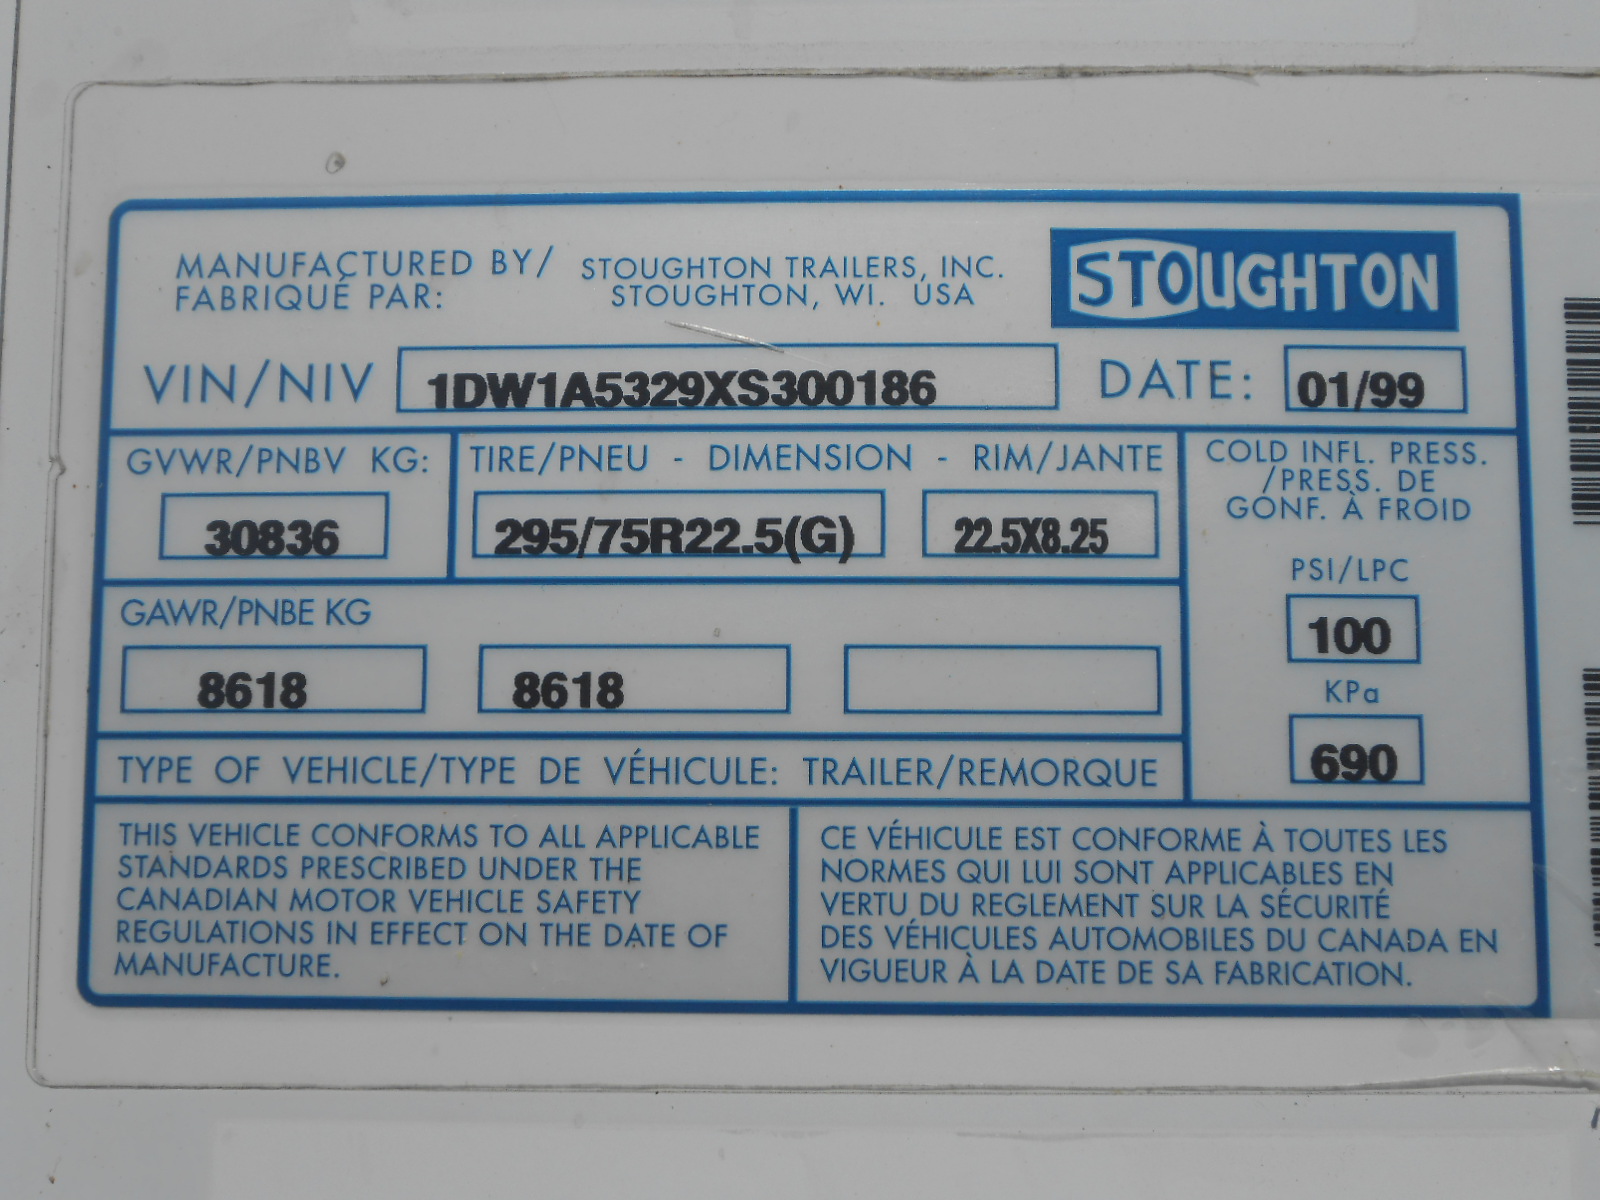 MANUFACTURED BY/
FABRIQUÉ PAR:
STOUGHTON TRAILERS, INC.
STOUGHTON, WI. USA
STOUGHTON
VIN/NIV 1DW1A5329XS300186 DATE: 01/99
GVWR/PNBV KG:
30836
TIRE/PNEU - DIMENSION - RIM/JANTE
295/75R22.5(G) 22.5X8.25
COLD INFL. PRESS.
/PRESS. DE
GONF. À FROID
PSI/LPC
100
KPa
690
GAWR/PNBE KG
8618 8618
TYPE OF VEHICLE/TYPE DE VÉHICULE: TRAILER/REMORQUE
THIS VEHICLE CONFORMS TO ALL APPLICABLE
STANDARDS PRESCRIBED UNDER THE
CANADIAN MOTOR VEHICLE SAFETY
REGULATIONS IN EFFECT ON THE DATE OF
MANUFACTURE.
CE VÉHICULE EST CONFORME À TOUTES LES
NORMES QUI LUI SONT APPLICABLES EN
VERTU DU REGLEMENT SUR LA SÉCURITÉ
DES VÉHICULES AUTOMOBILES DU CANADA EN
VIGUEUR À LA DATE DE SA FABRICATION.